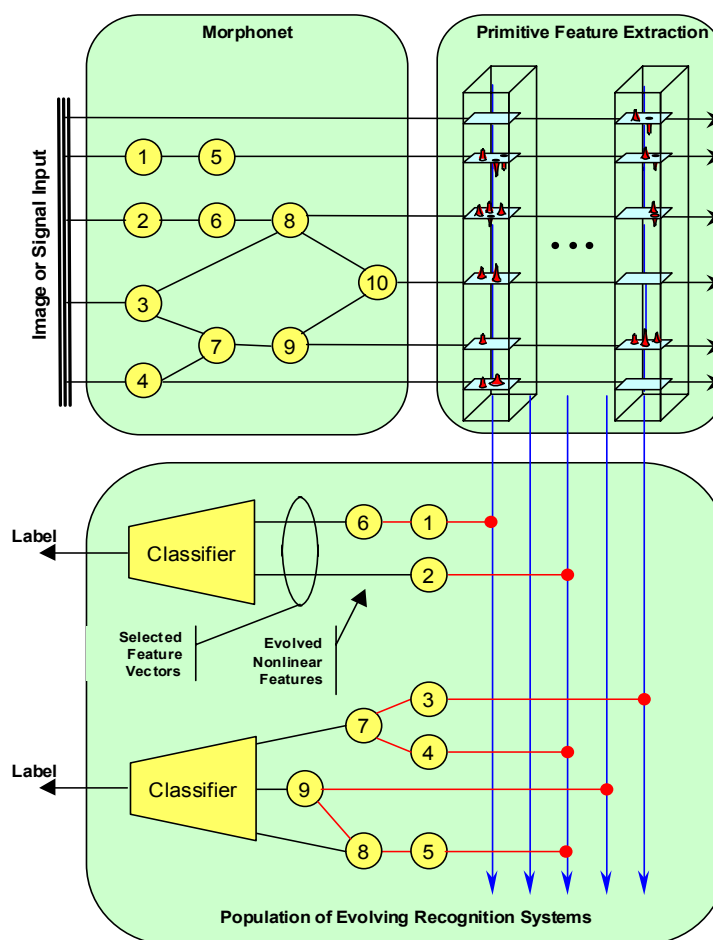 Morphonet
Primitive Feature Extraction
Image or Signal Input
1
5
2
6
8
10
3
7
9
4
Label
Classifier
6
1
2
Selected
Feature
Vectors
Evolved
Nonlinear
Features
3
7
4
Label
Classifier
9
8
5
Population of Evolving Recognition Systems